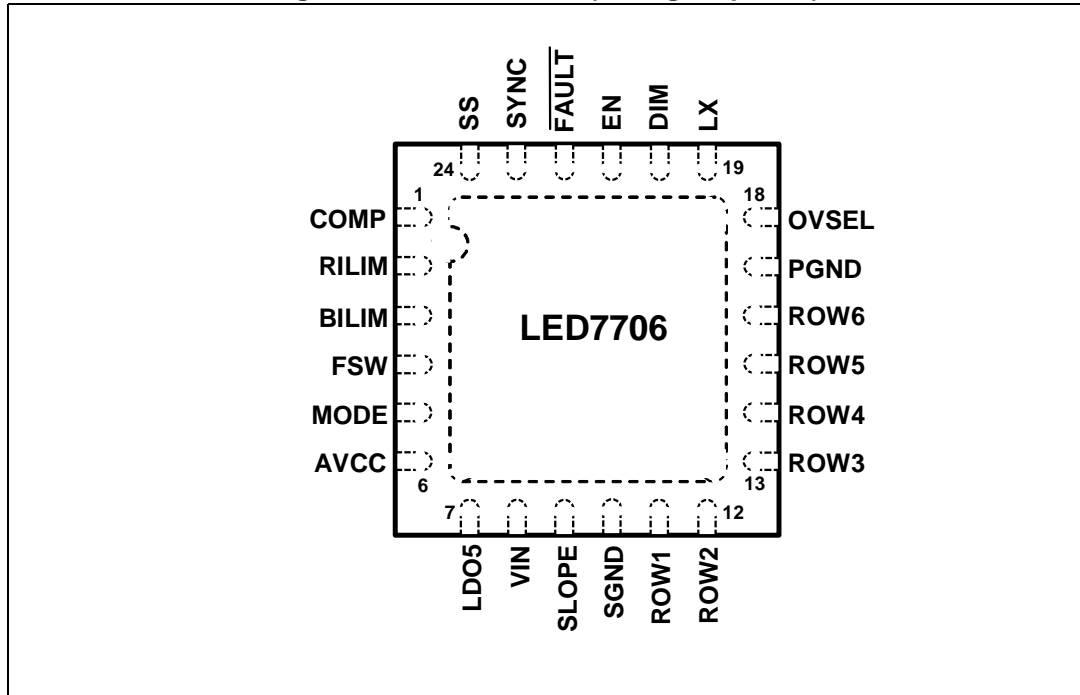 SS
SYNC
FAULT
EN
DIM
LX
24
19
1
18
COMP
OVSEL
RILIM
PGND
BILIM
ROW6
LED7706
FSW
ROW5
MODE
ROW4
AVCC
ROW3
6
13
7
12
LDO5
VIN
SLOPE
SGND
ROW1
ROW2